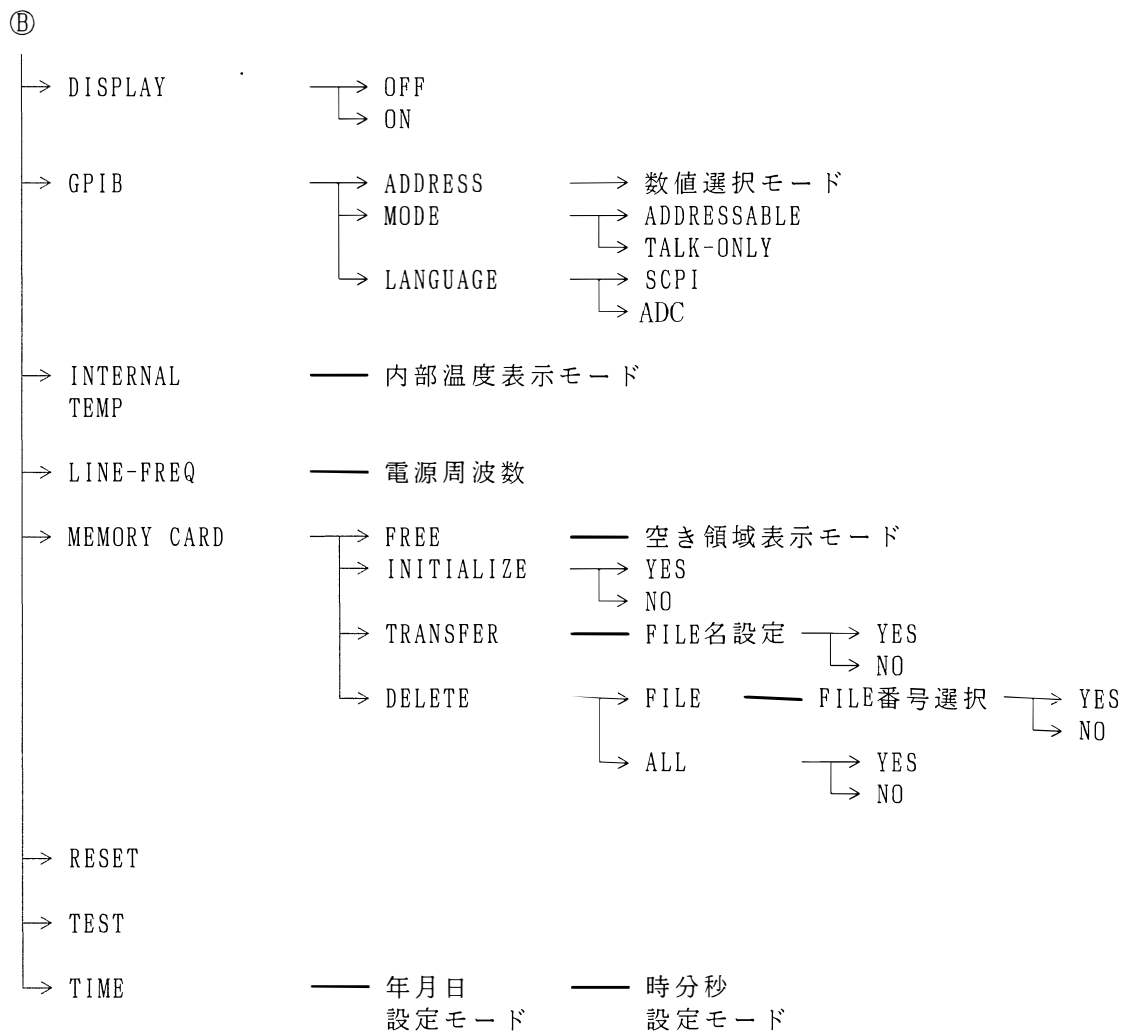 Ⓑ
DISPLAY OFF
ON
GPIB ADDRESS 数値選択モード
MODE ADDRESSABLE
TALK-ONLY
LANGUAGE SCPI
ADC
INTERNAL 内部温度表示モード
TEMP
LINE-FREQ 電源周波数
MEMORY CARD FREE 空き領域表示モード
INITIALIZE YES
NO
TRANSFER FILE名設定 YES
NO
DELETE FILE FILE番号選択 YES
NO
ALL YES
NO
RESET
TEST
TIME 年月日 時分秒
設定モード 設定モード